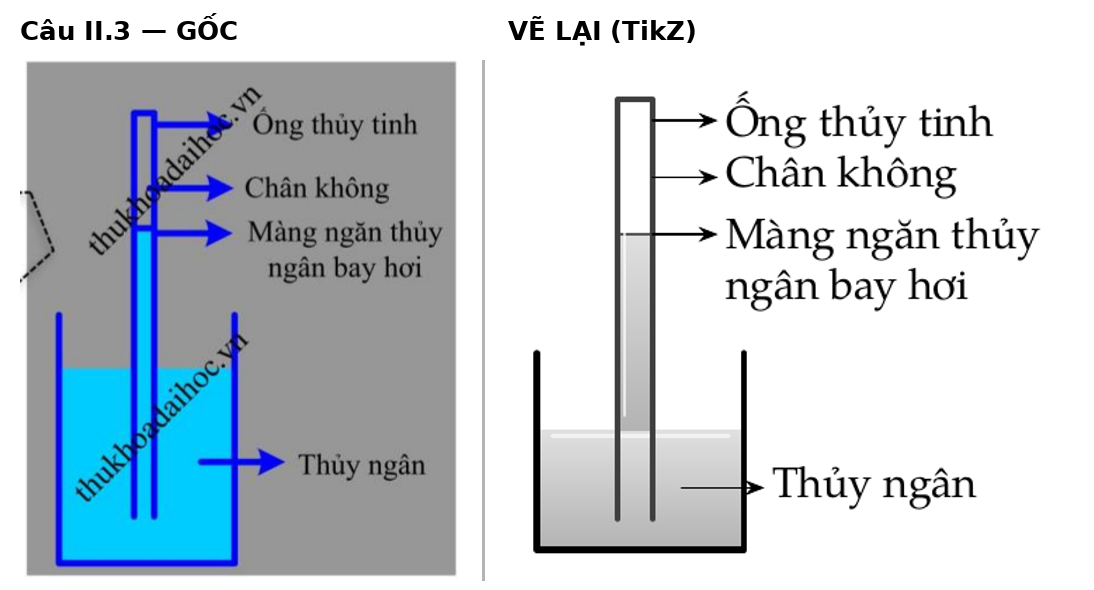 Câu II.3 — GỐC
thukhoadaihoc.vn
Ống thủy tinh
Chân không
Màng ngăn thủy
ngân bay hơi
thukhoadaihoc.vn
Thủy ngân
VẼ LẠI (TikZ)
Ống thủy tinh
Chân không
Màng ngăn thủy
ngân bay hơi
Thủy ngân